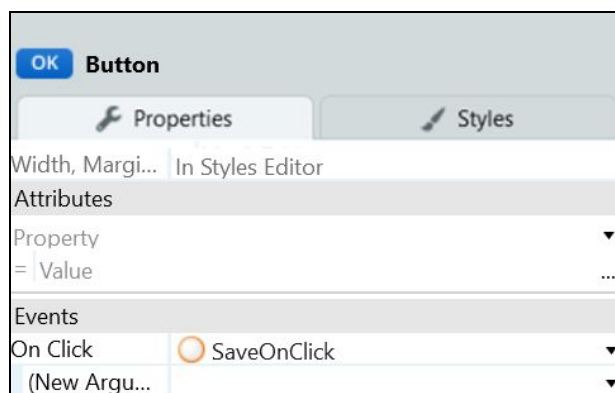 OK Button
Properties Styles
Width, Margi... In Styles Editor
Attributes
Property
= Value ...
Events
On Click SaveOnClick
(New Argu...